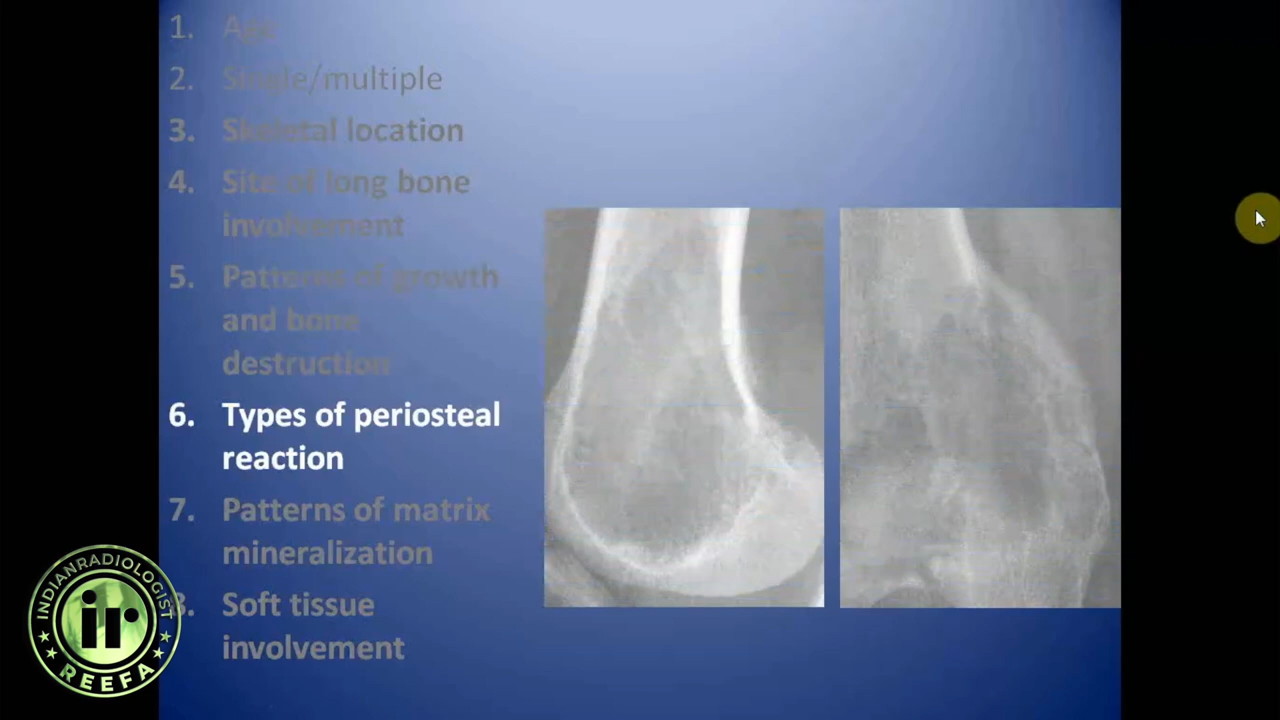 1. Age
2. Single/multiple
3. Skeletal location
4. Site of long bone
involvement
5. Patterns of growth
and bone
destruction
6. Types of periosteal
reaction
7. Patterns of matrix
mineralization
8. Soft tissue
involvement
INDIANRADIOLOGIST
ir
REEFA